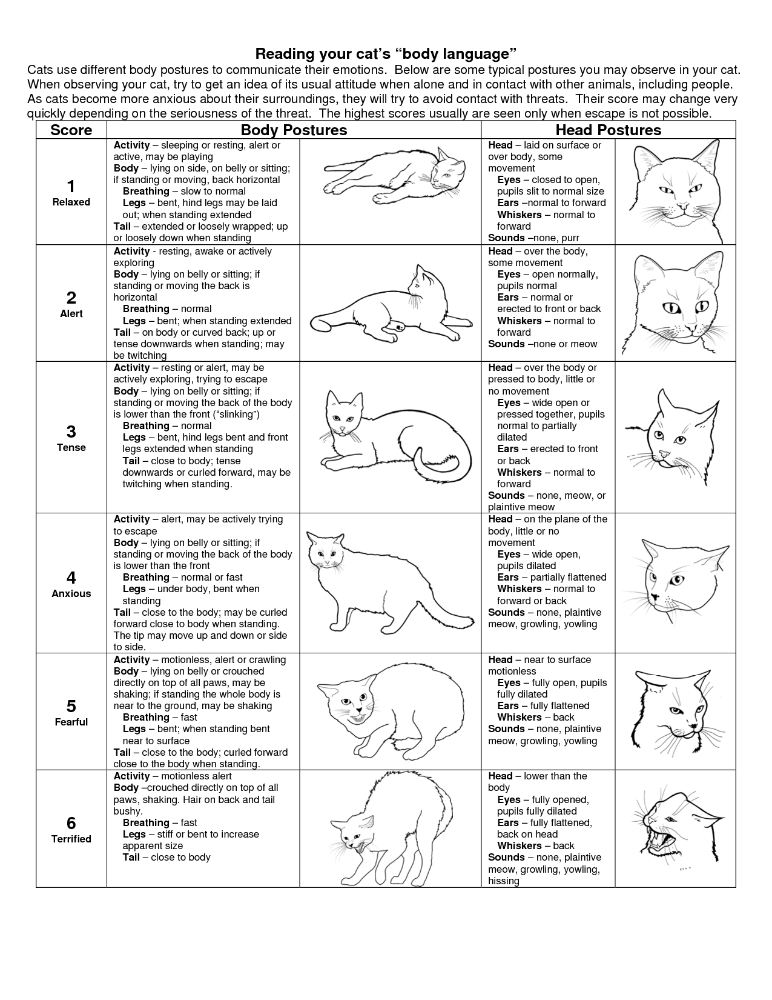 Reading your cat's “body language”
Cats use different body postures to communicate their emotions.  Below are some typical postures you may observe in your cat.
When observing your cat, try to get an idea of its usual attitude when alone and in contact with other animals, including people.
As cats become more anxious about their surroundings, they will try to avoid contact with threats.  Their score may change very
quickly depending on the seriousness of the threat.  The highest scores usually are seen only when escape is not possible.
Score
Body Postures
Head Postures
1
Relaxed
Activity – sleeping or resting, alert or
active, may be playing
Body – lying on side, on belly or sitting;
if standing or moving, back horizontal
Breathing – slow to normal
Legs – bent, hind legs may be laid
out; when standing extended
Tail – extended or loosely wrapped; up
or loosely down when standing
Head – laid on surface or
over body, some
movement
Eyes – closed to open,
pupils slit to normal size
Ears –normal to forward
Whiskers – normal to
forward
Sounds –none, purr
2
Alert
Activity - resting, awake or actively
exploring
Body – lying on belly or sitting; if
standing or moving the back is
horizontal
Breathing – normal
Legs – bent; when standing extended
Tail – on body or curved back; up or
tense downwards when standing; may
be twitching
Head – over the body,
some movement
Eyes – open normally,
pupils normal
Ears – normal or
erected to front or back
Whiskers – normal to
forward
Sounds –none or meow
3
Tense
Activity – resting or alert, may be
actively exploring, trying to escape
Body – lying on belly or sitting; if
standing or moving the back of the body
is lower than the front (“slinking”)
Breathing – normal
Legs – bent, hind legs bent and front
legs extended when standing
Tail – close to body; tense
downwards or curled forward, may be
twitching when standing.
Head – over the body or
pressed to body, little or
no movement
Eyes – wide open or
pressed together, pupils
normal to partially
dilated
Ears – erected to front
or back
Whiskers – normal to
forward
Sounds – none, meow, or
plaintive meow
4
Anxious
Activity – alert, may be actively trying
to escape
Body – lying on belly or sitting; if
standing or moving the back of the body
is lower than the front
Breathing – normal or fast
Legs – under body, bent when
standing
Tail – close to the body; may be curled
forward close to body when standing.
The tip may move up and down or side
to side.
Head – on the plane of the
body, little or no
movement
Eyes – wide open,
pupils dilated
Ears – partially flattened
Whiskers – normal to
forward or back
Sounds – none, plaintive
meow, growling, yowling
5
Fearful
Activity – motionless, alert or crawling
Body – lying on belly or crouched
directly on top of all paws, may be
shaking; if standing the whole body is
near to the ground, may be shaking
Breathing – fast
Legs – bent; when standing bent
near to surface
Tail – close to the body; curled forward
close to the body when standing.
Head – near to surface
motionless
Eyes – fully open, pupils
fully dilated
Ears – fully flattened
Whiskers – back
Sounds – none, plaintive
meow, growling, yowling
6
Terrified
Activity – motionless alert
Body –crouched directly on top of all
paws, shaking. Hair on back and tail
bushy.
Breathing – fast
Legs – stiff or bent to increase
apparent size
Tail – close to body
Head – lower than the
body
Eyes – fully opened,
pupils fully dilated
Ears – fully flattened,
back on head
Whiskers – back
Sounds – none, plaintive
meow, growling, yowling,
hissing